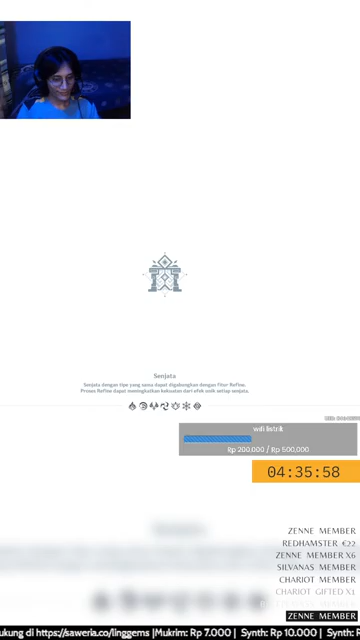 Senjata
Senjata dengan tipe yang sama dapat digabungkan dengan Fitur Refine.
Proses Refine dapat meningkatkan kekuatan dari efek unik setiap senjata.
wdi listrik
Rp 200,000 / Rp 500,000
04:35:58
ZENNE MEMBER
REDHAMSTER €22
ZENNE MEMBER X6
SILVANAS MEMBER
CHARIOT MEMBER
CHARIOT GIFTED X1
ZENNE MEMBER
ukung di https://saweria.co/linggems |Mukrim: Rp 7.000| | Synth: Rp 10.000| | Synth: R